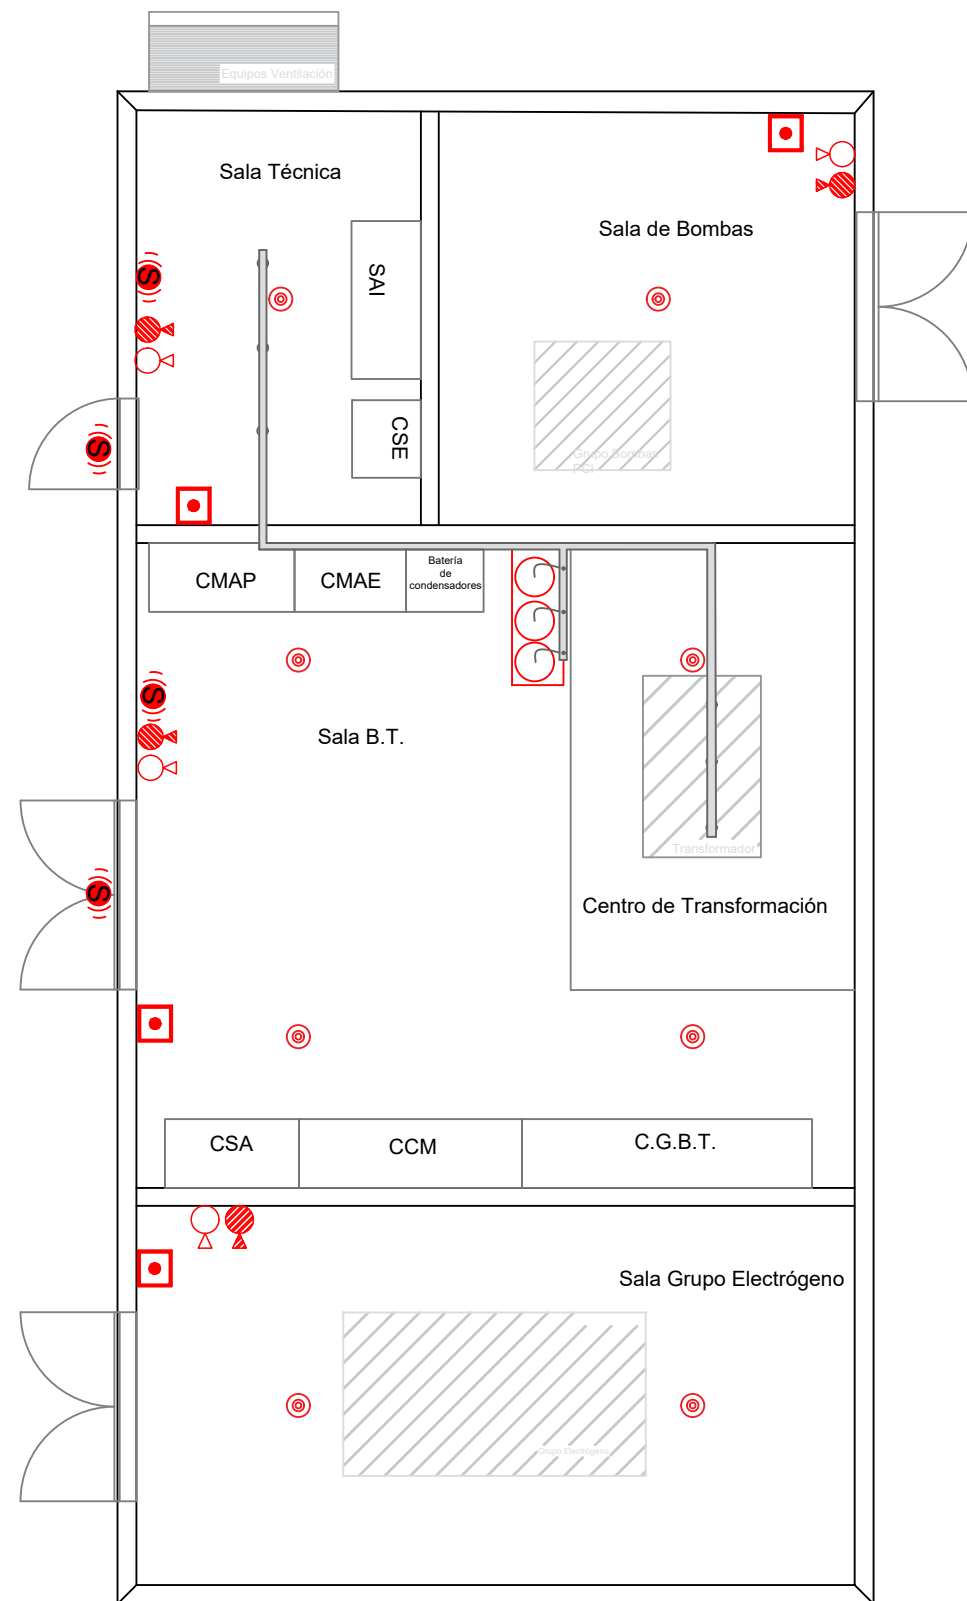 Equipos Ventilación
Sala Técnica
Sala de Bombas
SAI
S
CSE
S
Grupo Bombas
PCI
CMAP
CMAE
Batería
de
condensadores
S
Sala B.T.
Transformador
S
Centro de Transformación
CSA
CCM
C.G.B.T.
Sala Grupo Electrógeno
Grupo Electrógeno